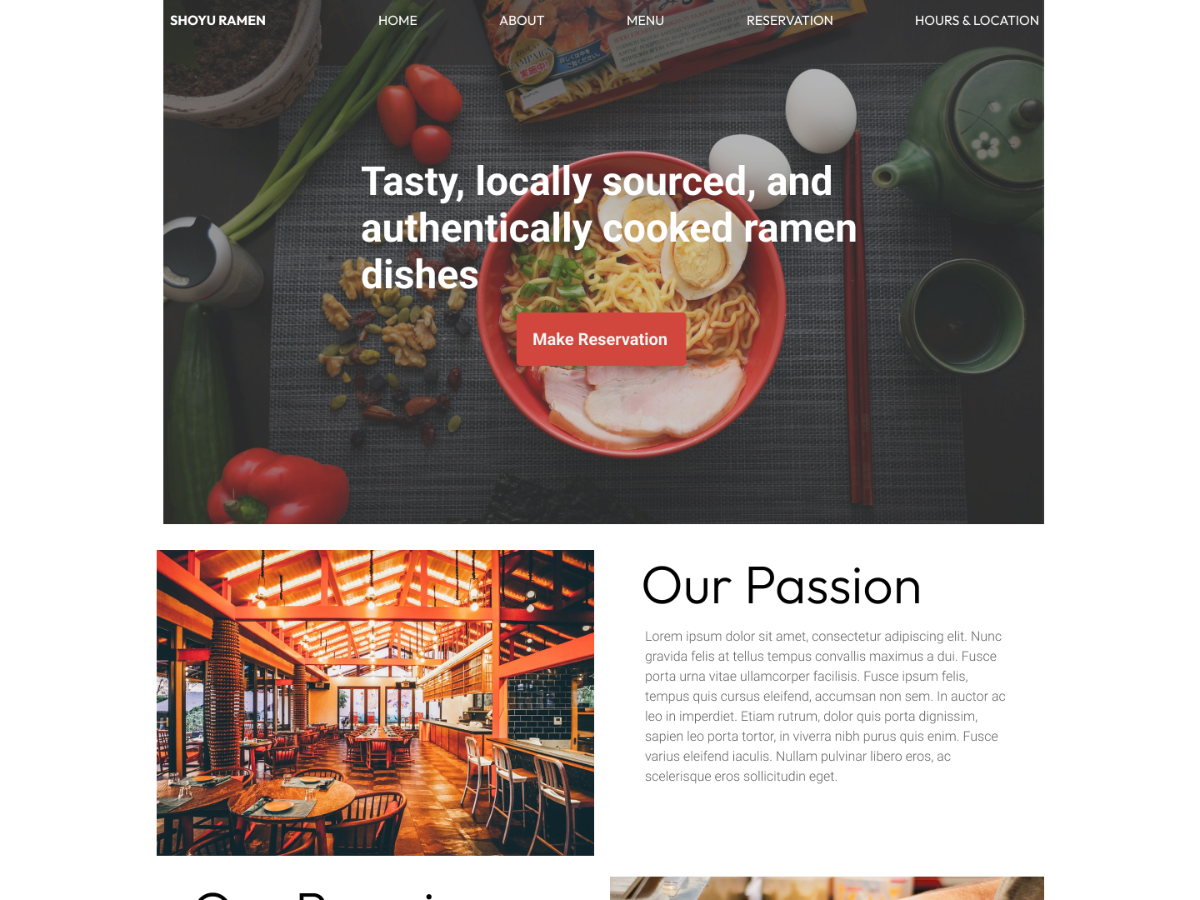 SHOYU RAMEN HOME ABOUT MENU RESERVATION HOURS & LOCATION
Tasty, locally sourced, and
authentically cooked ramen
dishes
Make Reservation
Our Passion
Lorem ipsum dolor sit amet, consectetur adipiscing elit. Nunc
gravida felis at tellus tempus convallis maximus a dui. Fusce
porta urna vitae ullamcorper facilisis. Fusce ipsum felis,
tempus quis cursus eleifend, accumsan non sem. In auctor ac
leo in imperdiet. Etiam rutrum, dolor quis porta dignissim,
sapien leo porta tortor, in viverra nibh purus quis enim. Fusce
varius eleifend iaculis. Nullam pulvinar libero eros, ac
scelerisque eros sollicitudin eget.